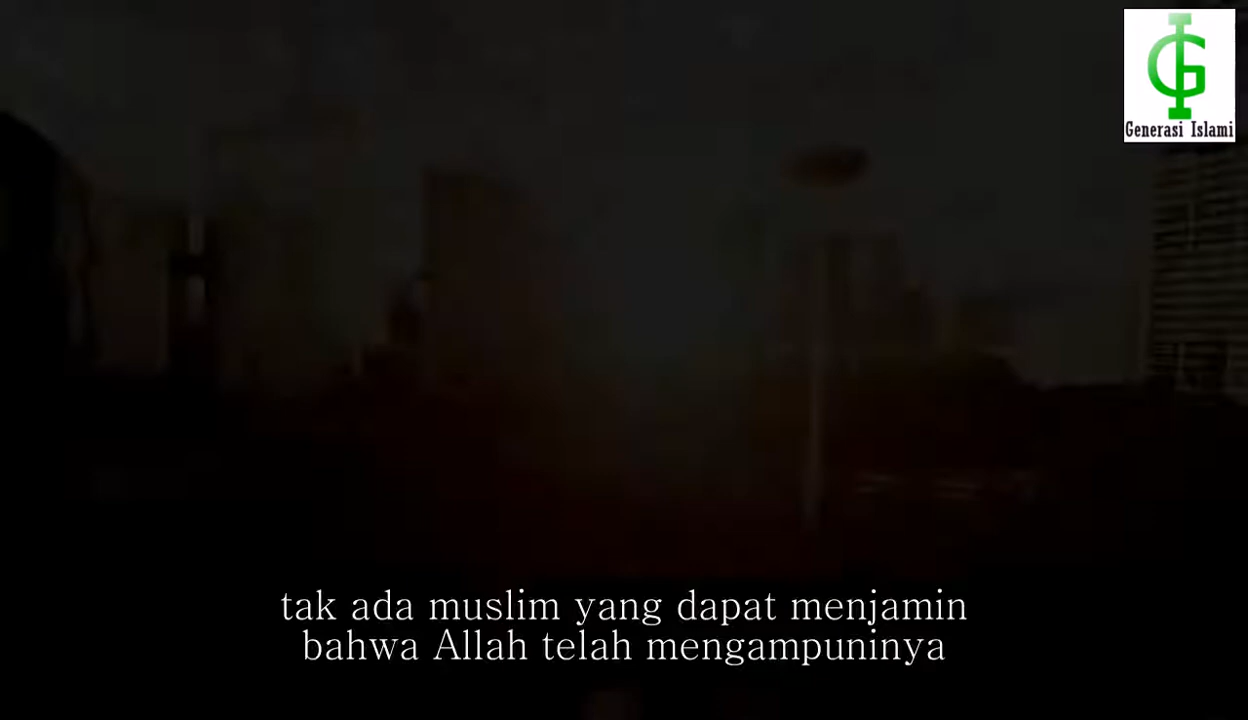 Generasi Islami
tak ada muslim yang dapat menjamin
bahwa Allah telah mengampuninya